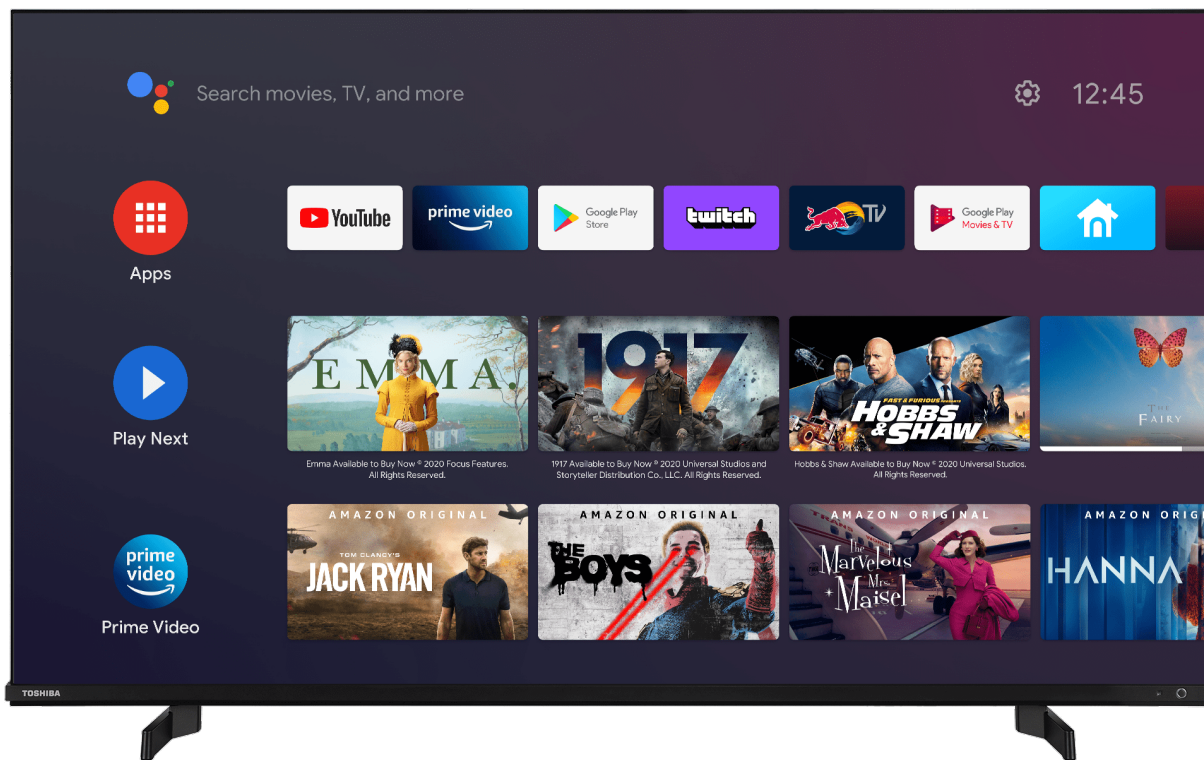 Search movies, TV, and more
12:45
YouTube
prime video
Google Play
Store
twitch
TV
Google Play
Movies & TV
Apps
EMMA.
1917
FAST & FURIOUS PRESENTS
HOBBS
& SHAW
THE
FAIRY
Play Next
Emma Available to Buy Now © 2020 Focus Features.
All Rights Reserved.
1917 Available to Buy Now © 2020 Universal Studios and
Storyteller Distribution Co., LLC. All Rights Reserved.
Hobbs & Shaw Available to Buy Now © 2020 Universal Studios.
All Rights Reserved.
AMAZON ORIGINAL
TOM CLANCY'S
JACK RYAN
AMAZON ORIGINAL
THE
BOYS
AMAZON ORIGINAL
The
Marvelous
Mrs.
Maisel
AMAZON ORIG
HANNA
prime
video
Prime Video
TOSHIBA